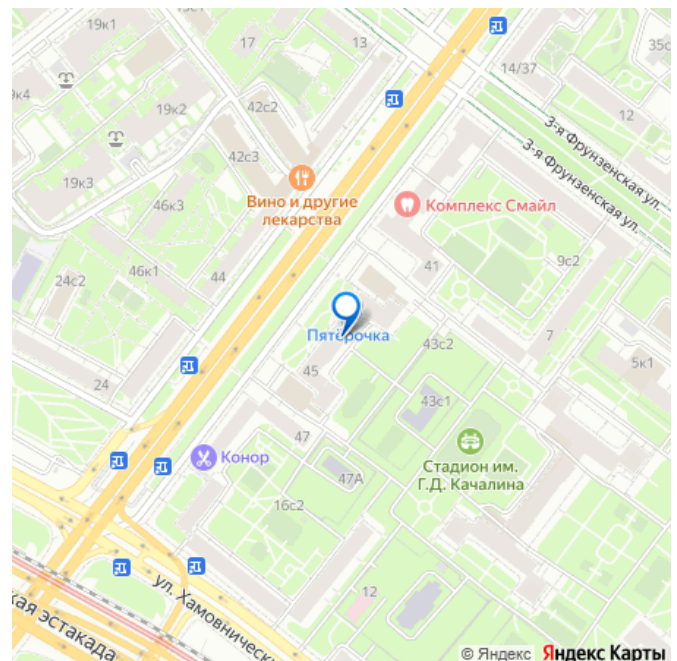 19к1
17
13
35с
14/37
9к4
19к2
42с2
12
3-я Фрунзенская ул.
3-я Фрунзенская ул.
42с3
19к3
Вино и другие
лекарства
46к3
Комплекс Смайл
41
9с2
46к1
24с2
44
Пятёрочка
43с2
7
5к1
24
45
43с1
47
Конор
Стадион им.
Г.Д. Качалина
47А
16с2
12
ул. Хамовническ
кая эстакада
© Яндекс Яндекс Карты